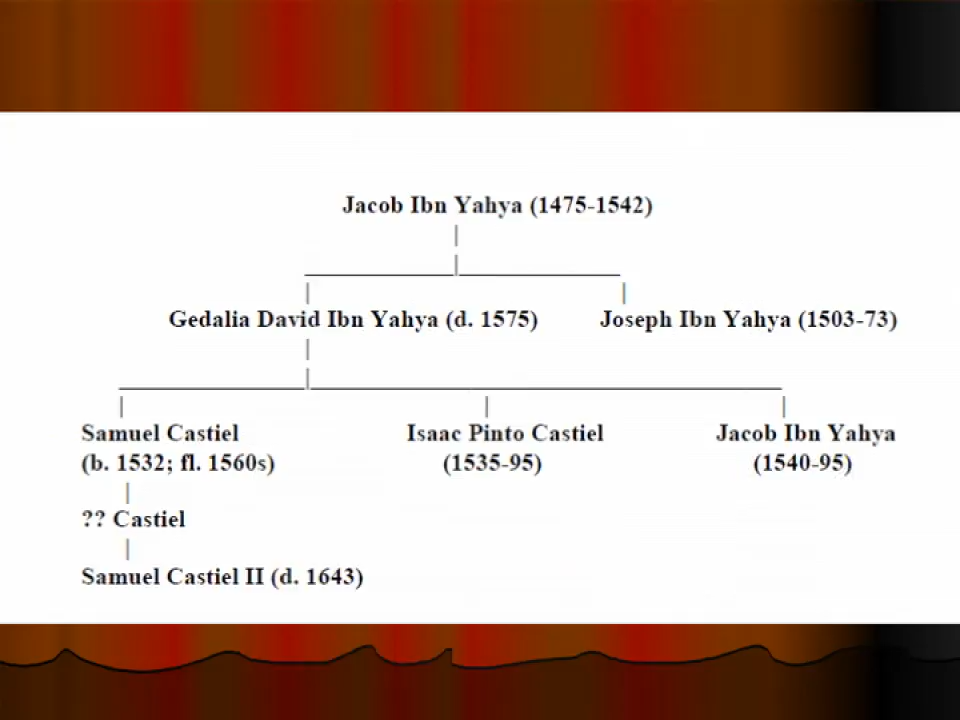 Jacob Ibn Yahya (1475-1542)
Gedalia David Ibn Yahya (d. 1575) Joseph Ibn Yahya (1503-73)
Samuel Castiel Isaac Pinto Castiel Jacob Ibn Yahya
(b. 1532; fl. 1560s) (1535-95) (1540-95)
?? Castiel
Samuel Castiel II (d. 1643)